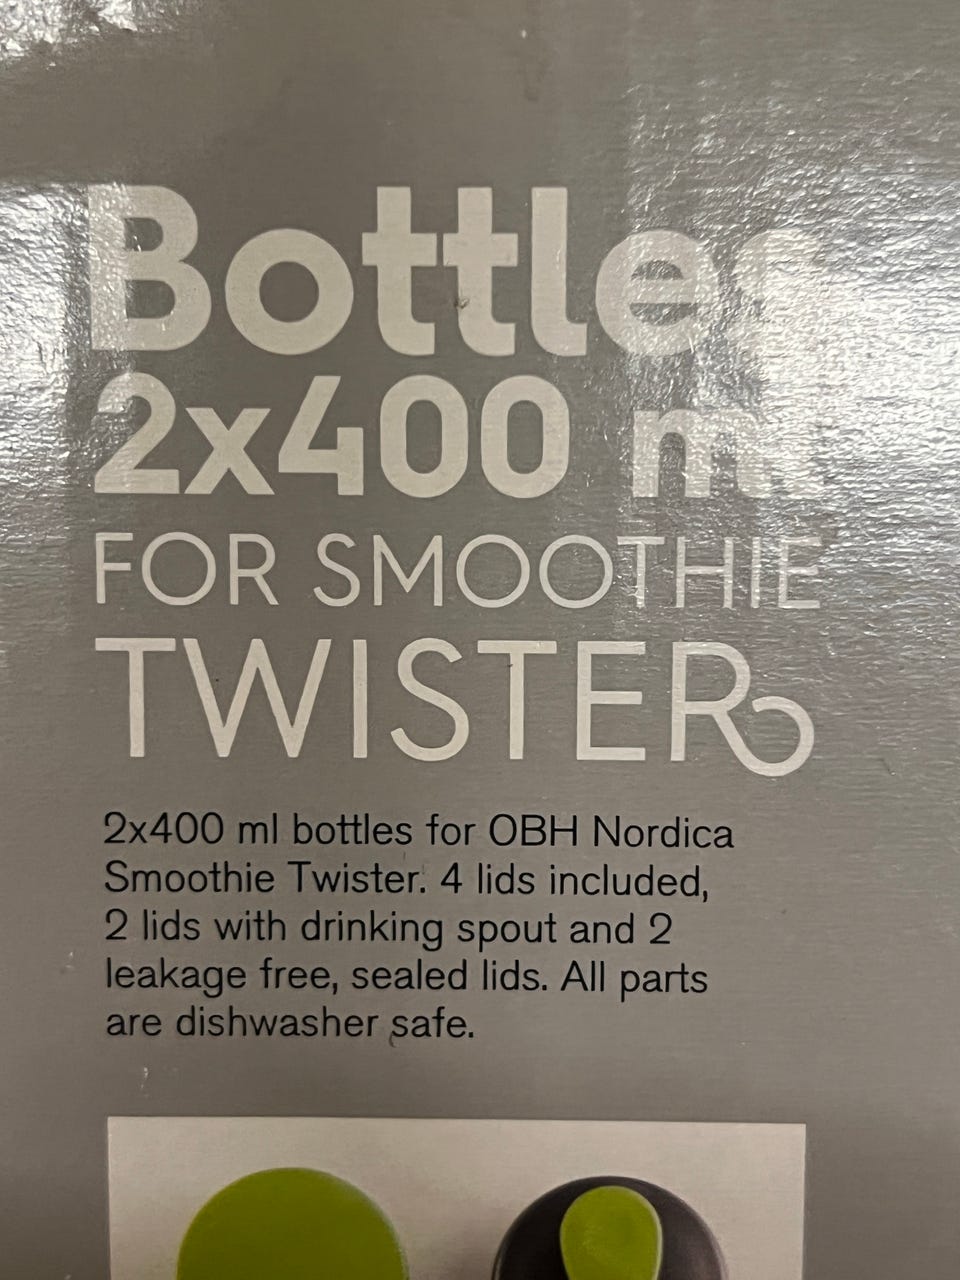 Bottles
2x400 ml
FOR SMOOTHIE
TWISTER
2x400 ml bottles for OBH Nordica
Smoothie Twister. 4 lids included,
2 lids with drinking spout and 2
leakage free, sealed lids. All parts
are dishwasher safe.